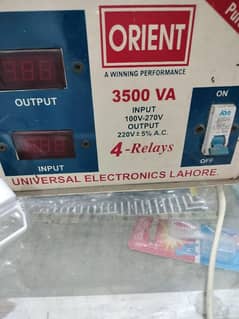 ORIENT
A WINNING PERFORMANCE
OUTPUT
3500 VA
INPUT
100V-270V
OUTPUT
220V±5% A.C.
4-Relays
INPUT
ON
OFF
UNIVERSAL ELECTRONICS LAHORE.